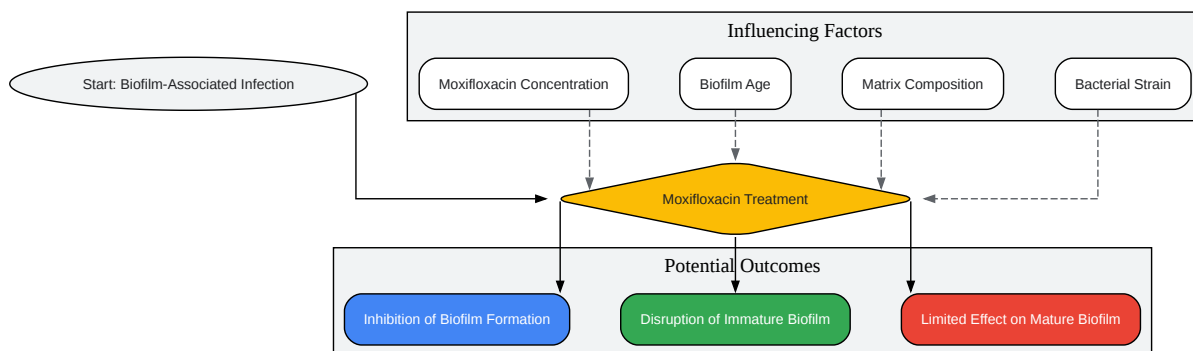 Influencing Factors
Start: Biofilm-Associated Infection
Moxifloxacin Concentration
Biofilm Age
Matrix Composition
Bacterial Strain
Moxifloxacin Treatment
Potential Outcomes
Inhibition of Biofilm Formation
Disruption of Immature Biofilm
Limited Effect on Mature Biofilm